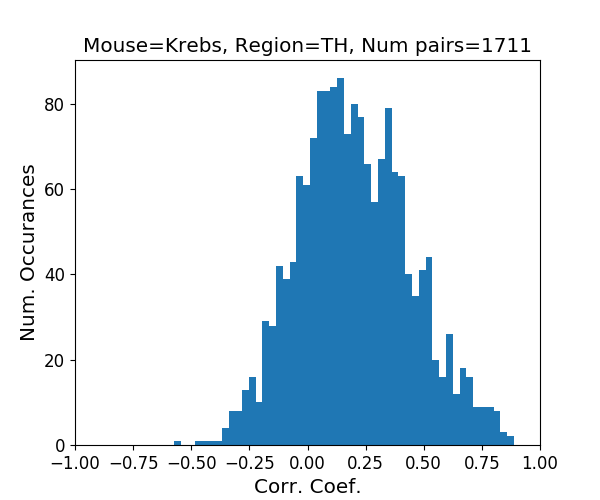 Mouse=Krebs, Region=TH, Num pairs=1711
Num. Occurances
80
60
40
20
0
−1.00 −0.75 −0.50 −0.25 0.00 0.25 0.50 0.75 1.00
Corr. Coef.